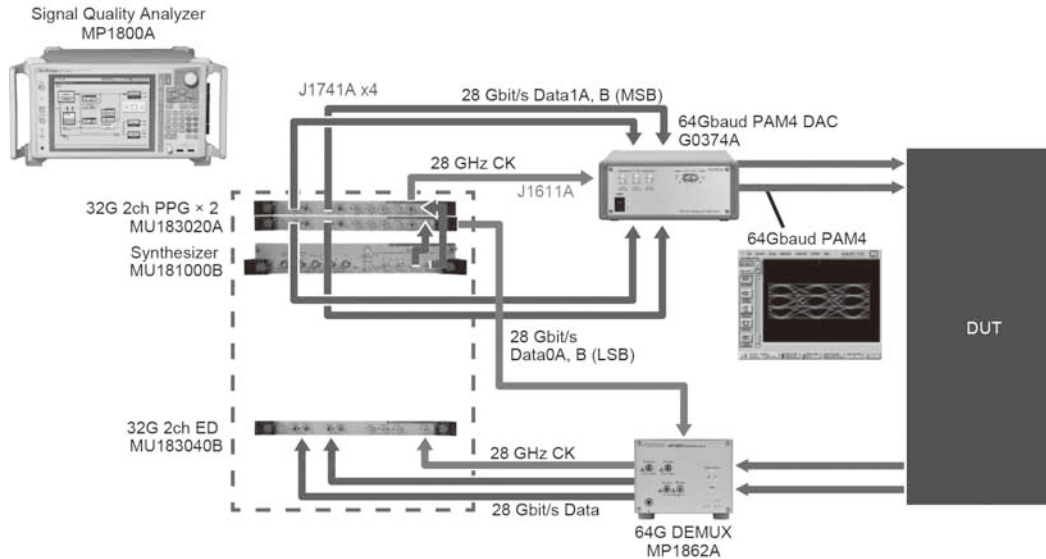 Signal Quality Analyzer
MP1800A
J1741A x4
28 Gbit/s Data1A, B (MSB)
64Gbaud PAM4 DAC
G0374A
28 GHz CK
J1611A
32G 2ch PPG × 2
MU183020A
Synthesizer
MU181000B
64Gbaud PAM4
DUT
28 Gbit/s
Data0A, B (LSB)
32G 2ch ED
MU183040B
28 GHz CK
28 Gbit/s Data
64G DEMUX
MP1862A